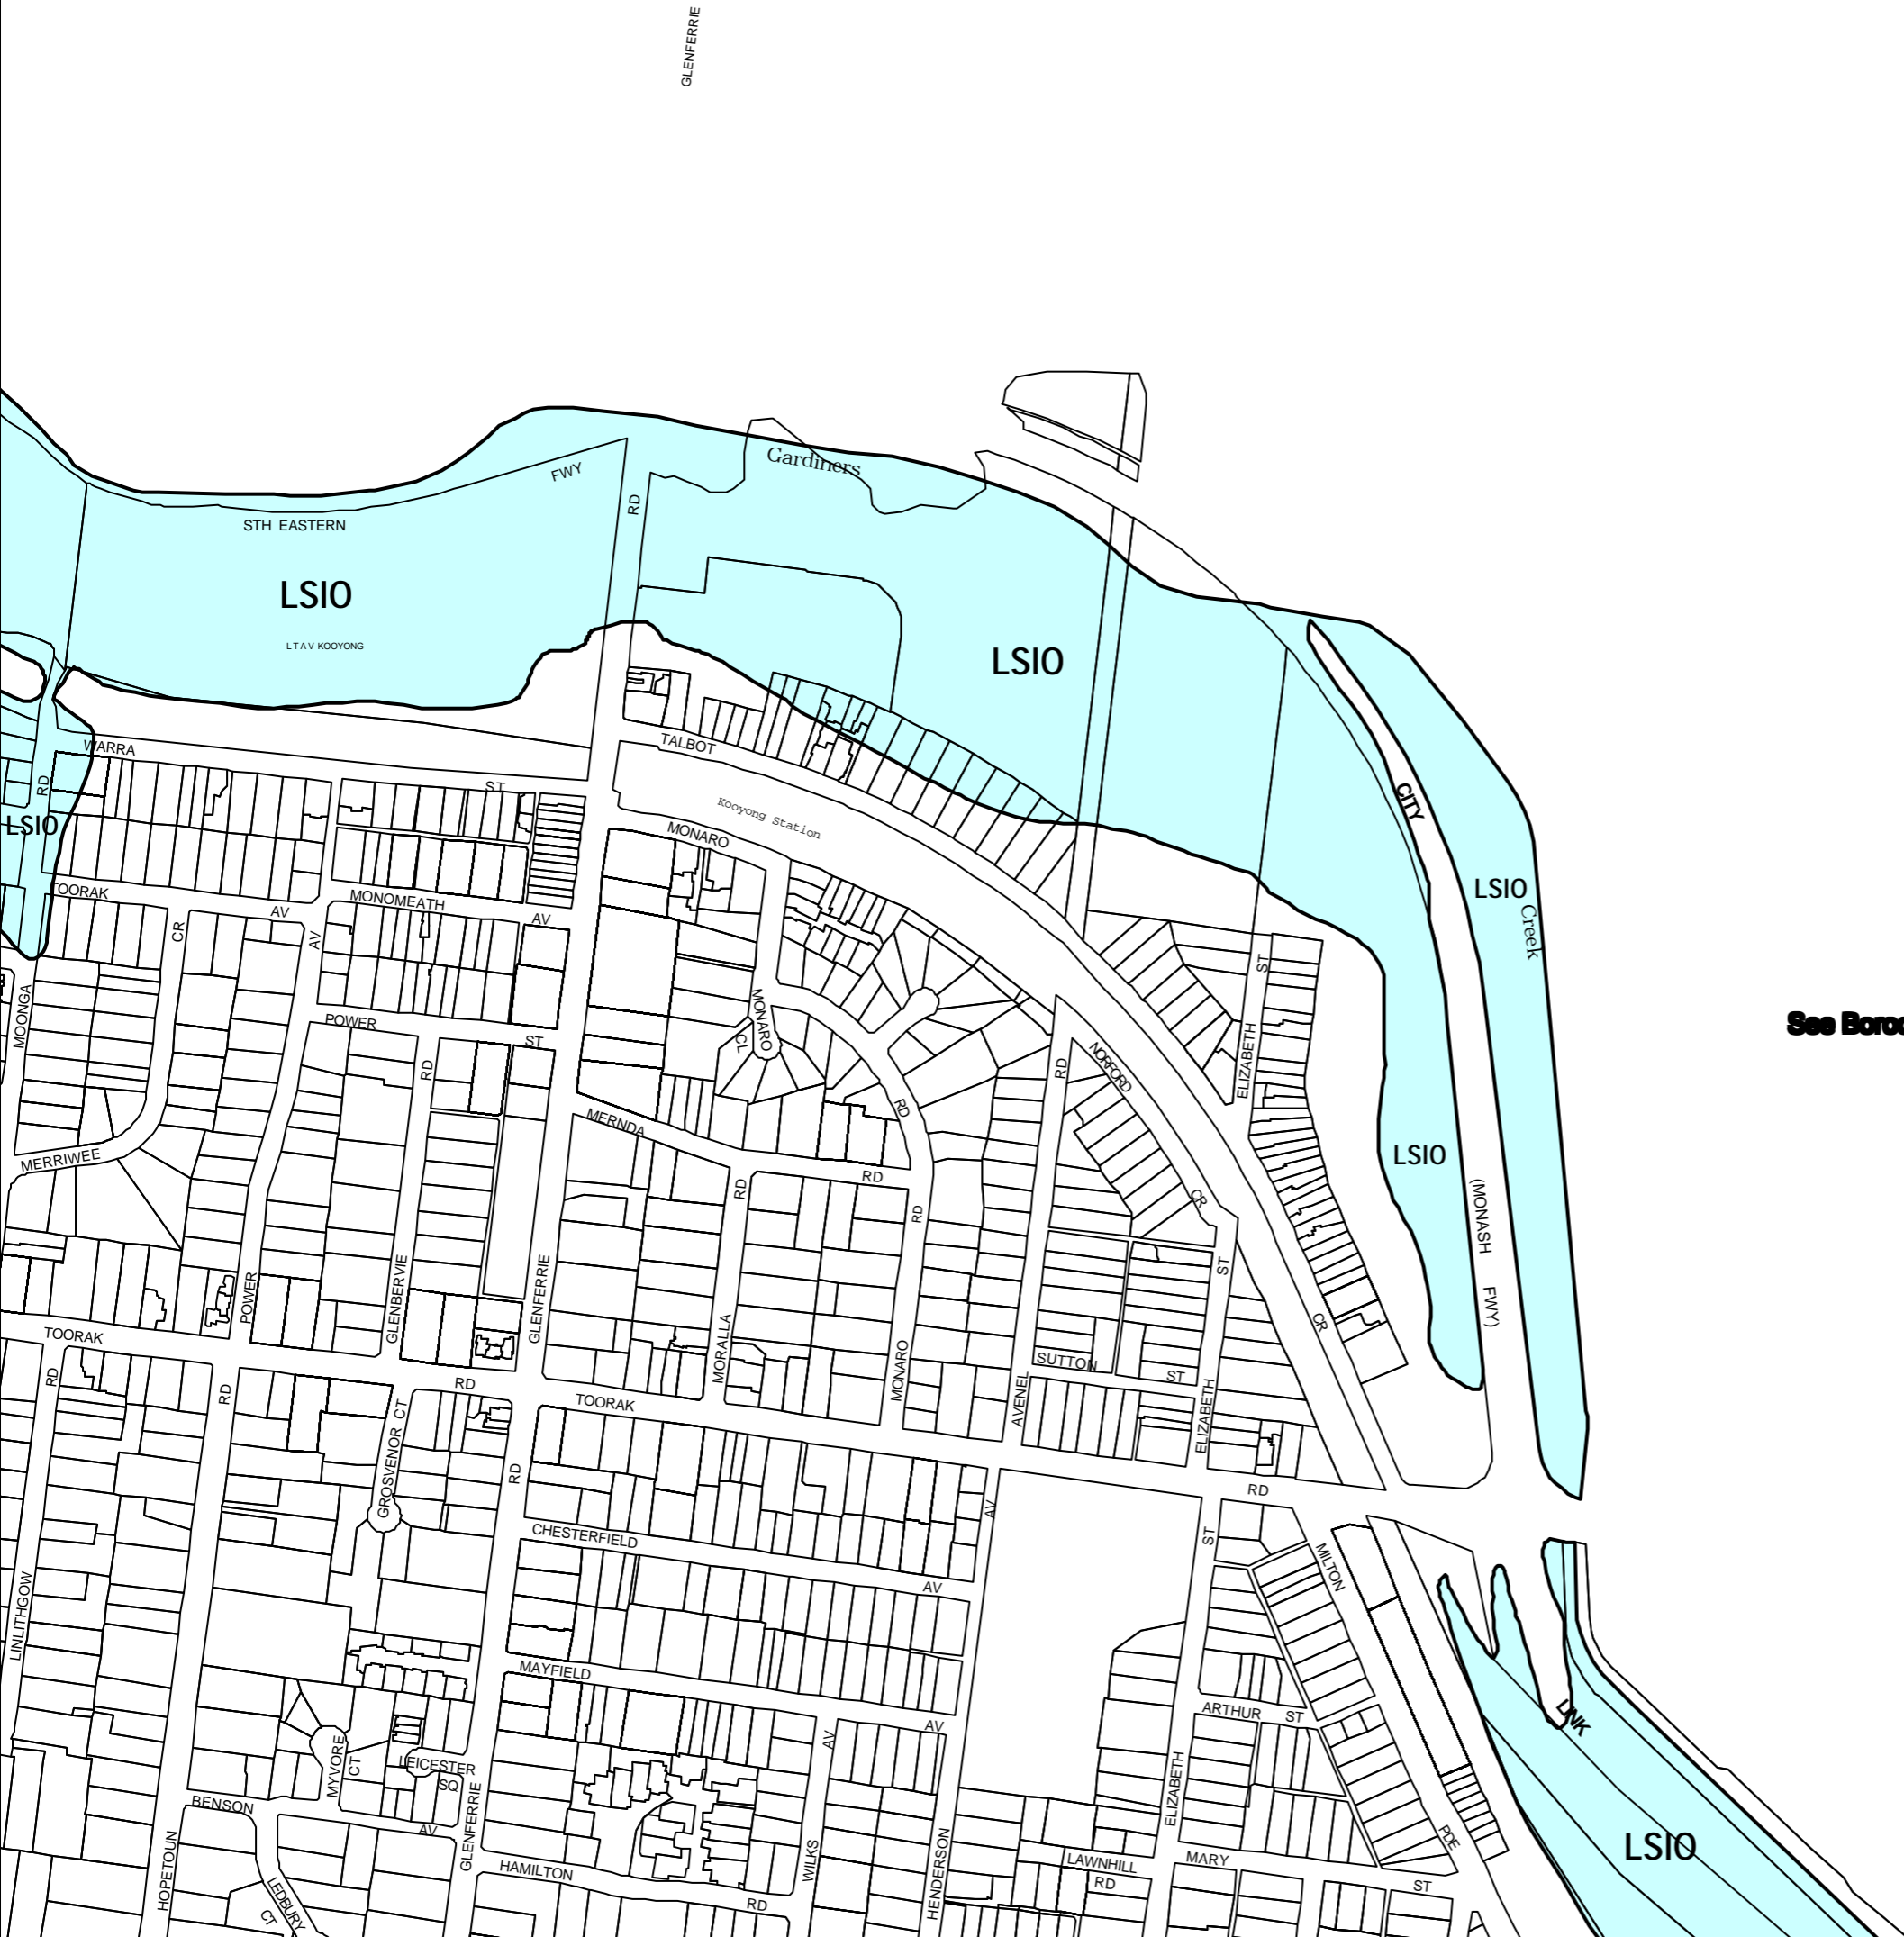 GLENFERRIE
Gardiners
FWY
RD
STH EASTERN
LSIO
L T A V KOOYONG
LSIO
WARRA
TALBOT
RD
ST
CITY
Kooyong Station
LSIO
MONARO
LSIO
TOORAK
MONOMEATH
AV
AV
CR
AV
Creek
ST
MOONGA
POWER
ST
MONARO
CL
See Boroo
RD
RD
NORFORD
ELIZABETH
RD
MERNDA
MERRIWEE
LSIO
RD
RD
RD
CR
(MONASH
FWY)
ST
POWER
GLENBERVIE
GLENFERRIE
CR
TOORAK
MORALLA
MONARO
SUTTON
ST
RD
RD
RD
AVENEL
ELIZABETH
TOORAK
GROSVENOR CT
RD
RD
AV
CHESTERFIELD
ST
MILTON
AV
LINLITHGOW
MAYFIELD
AV
ARTHUR
ST
LINK
AV
MYVORE
CT
LEICESTER
SQ
ELIZABETH
BENSON
AV
GLENFERRIE
PDE
LSIO
HOPETOUN
HAMILTON
RD
WILKS
HENDERSON
LAWNHILL
RD
MARY
ST
LEDBURY
CT